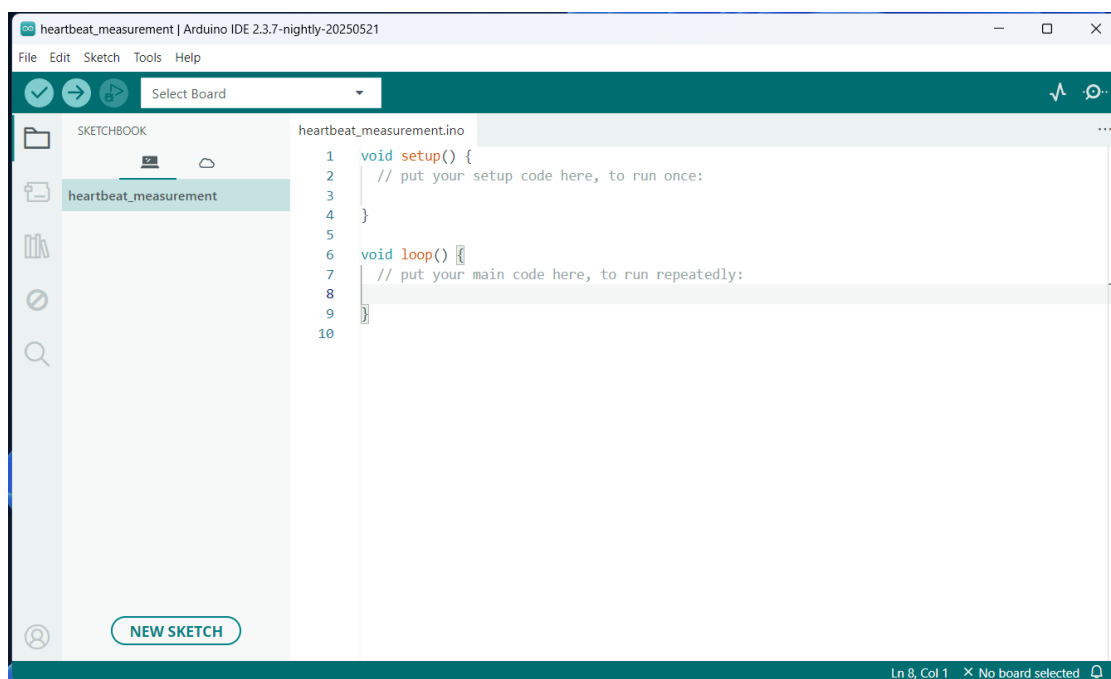 heartbeat_measurement | Arduino IDE 2.3.7-nightly-20250521
File Edit Sketch Tools Help
Select Board
SKETCHBOOK
heartbeat_measurement
NEW SKETCH
heartbeat_measurement.ino
1 void setup() {
2 // put your setup code here, to run once:
3
4 }
5
6 void loop() {
7 // put your main code here, to run repeatedly:
8
9 }
10
Ln 8, Col 1 × No board selected